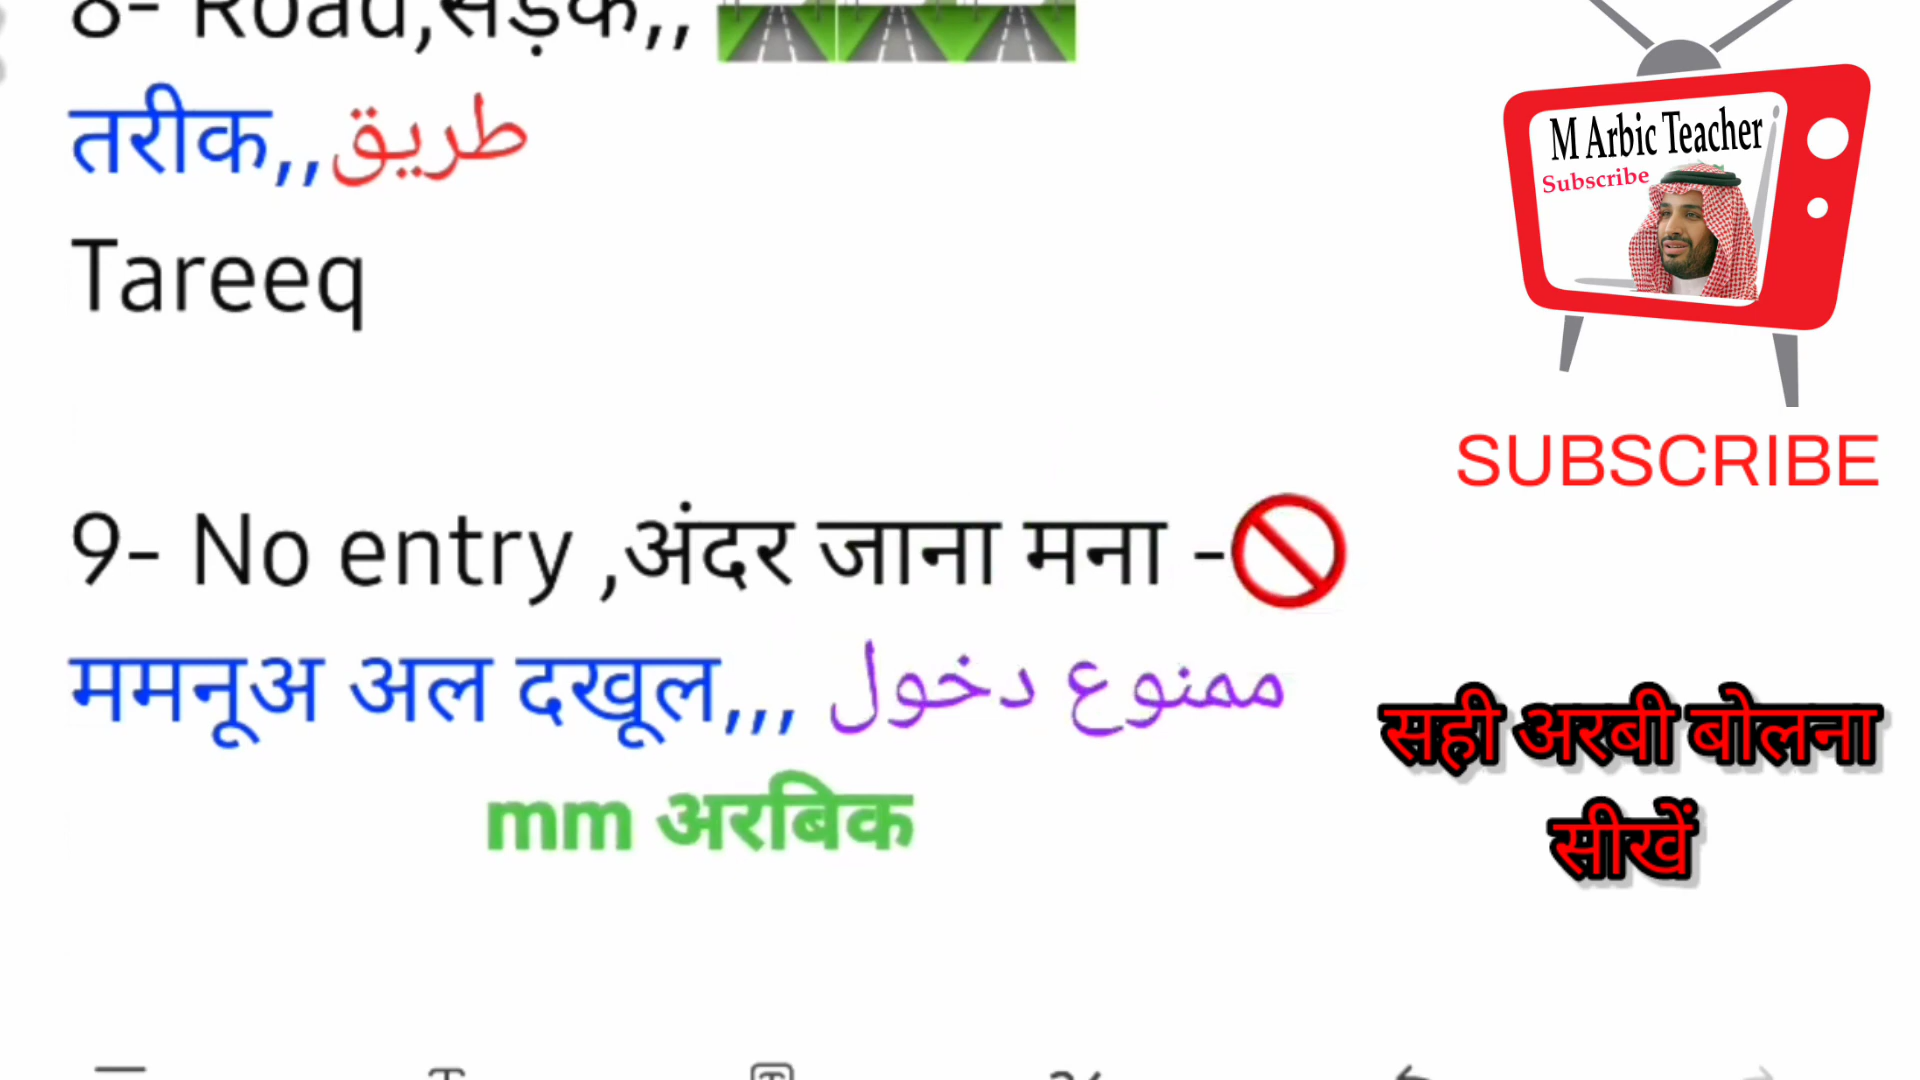 8- Road,सड़क,,
तरीक,,طريق
Tareeq
9- No entry ,अंदर जाना मना -
ममनूअ अल दखूल,,, ممنوع دخول
mm अरबिक
M Arbic Teacher
Subscribe
SUBSCRIBE
सही अरबी बोलना
सीखें